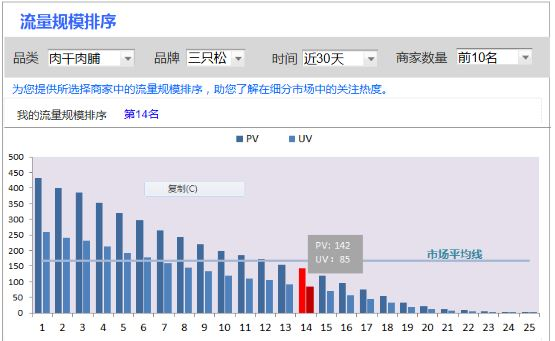 流量规模排序
品类 肉干肉脯 品牌 三只松 时间 近30天 商家数量 前10名
为您提供所选择商家中的流量规模排序，助您了解在细分市场中的关注热度。
我的流量规模排序 第14名
PV UV
500
450
400
350
300
250
200
150
100
50
0
复制(C)
PV: 142
UV: 85
市场平均线
1 2 3 4 5 6 7 8 9 10 11 12 13 14 15 16 17 18 19 20 21 22 23 24 25